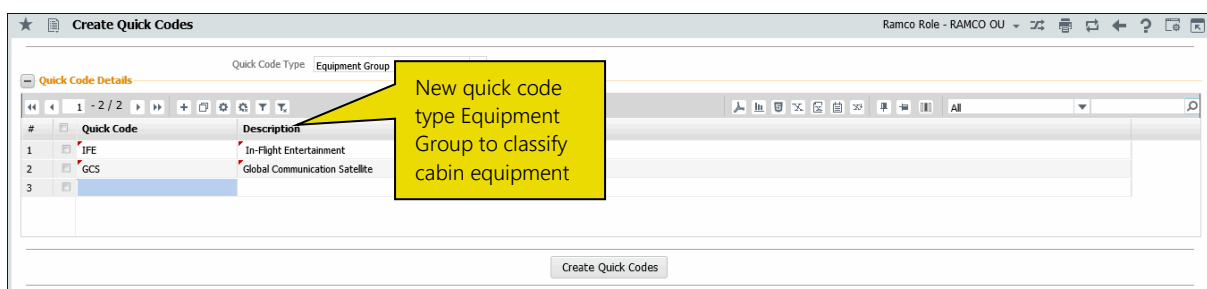 Create Quick Codes
Ramco Role - RAMCO OU
Quick Code Type Equipment Group
Quick Code Details
1 - 2 / 2
All
# Quick Code Description
1 IFE In-Flight Entertainment
2 GCS Global Communication Satellite
3
New quick code
type Equipment
Group to classify
cabin equipment
Create Quick Codes